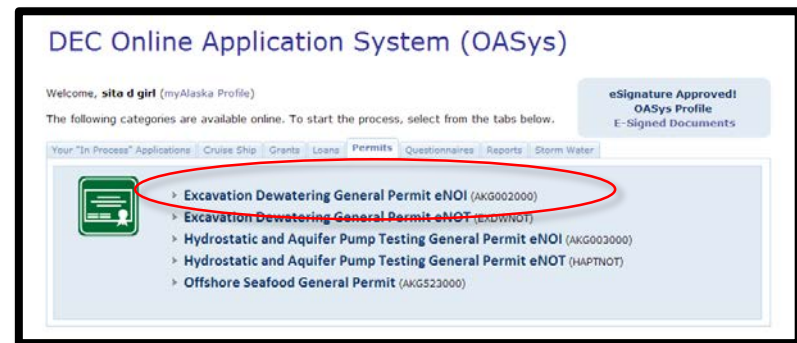 DEC Online Application System (OASys)
Welcome, sita d girl (myAlaska Profile)
The following categories are available online. To start the process, select from the tabs below.
eSignature Approved!
OASys Profile
E-Signed Documents
Your "In Process" Applications Cruise Ship Grants Loans Permits Questionnaires Reports Storm Water
Excavation Dewatering General Permit eNOI (AKG002000)
Excavation Dewatering General Permit eNOT (EXDWNOT)
Hydrostatic and Aquifer Pump Testing General Permit eNOI (AKG003000)
Hydrostatic and Aquifer Pump Testing General Permit eNOT (HAPTNOT)
Offshore Seafood General Permit (AKG523000)